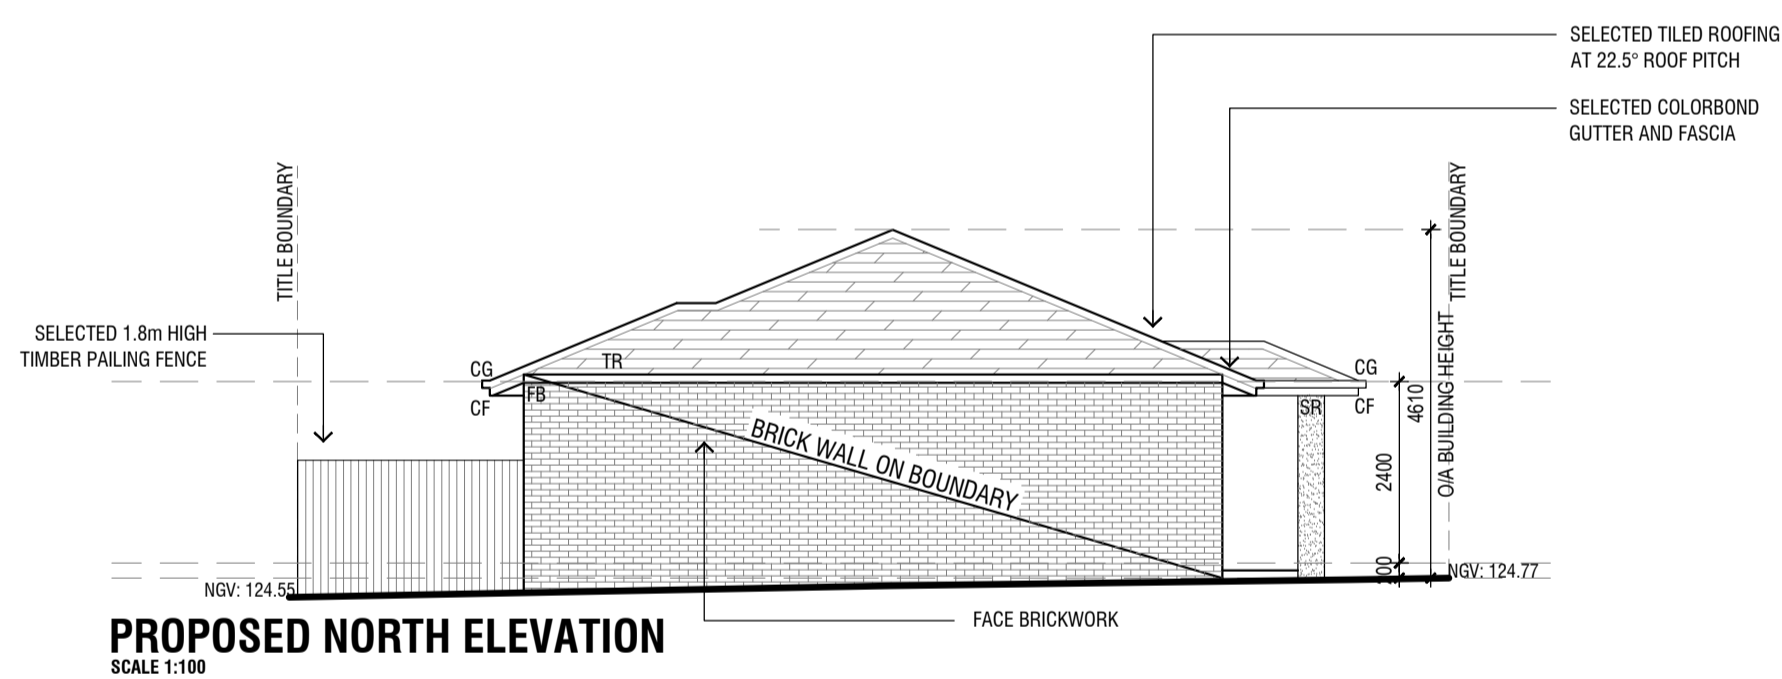 SELECTED TILED ROOFING
AT 22.5° ROOF PITCH
SELECTED COLORBOND
GUTTER AND FASCIA
TITLE BOUNDARY
TITLE BOUNDARY
SELECTED 1.8m HIGH
TIMBER PAILING FENCE
CG
TR
CG
CF
FB
SR
CF
BRICK WALL ON BOUNDARY
2400
4610
O/A BUILDING HEIGHT
NGV: 124.55
NGV: 124.77
FACE BRICKWORK
PROPOSED NORTH ELEVATION
SCALE 1:100